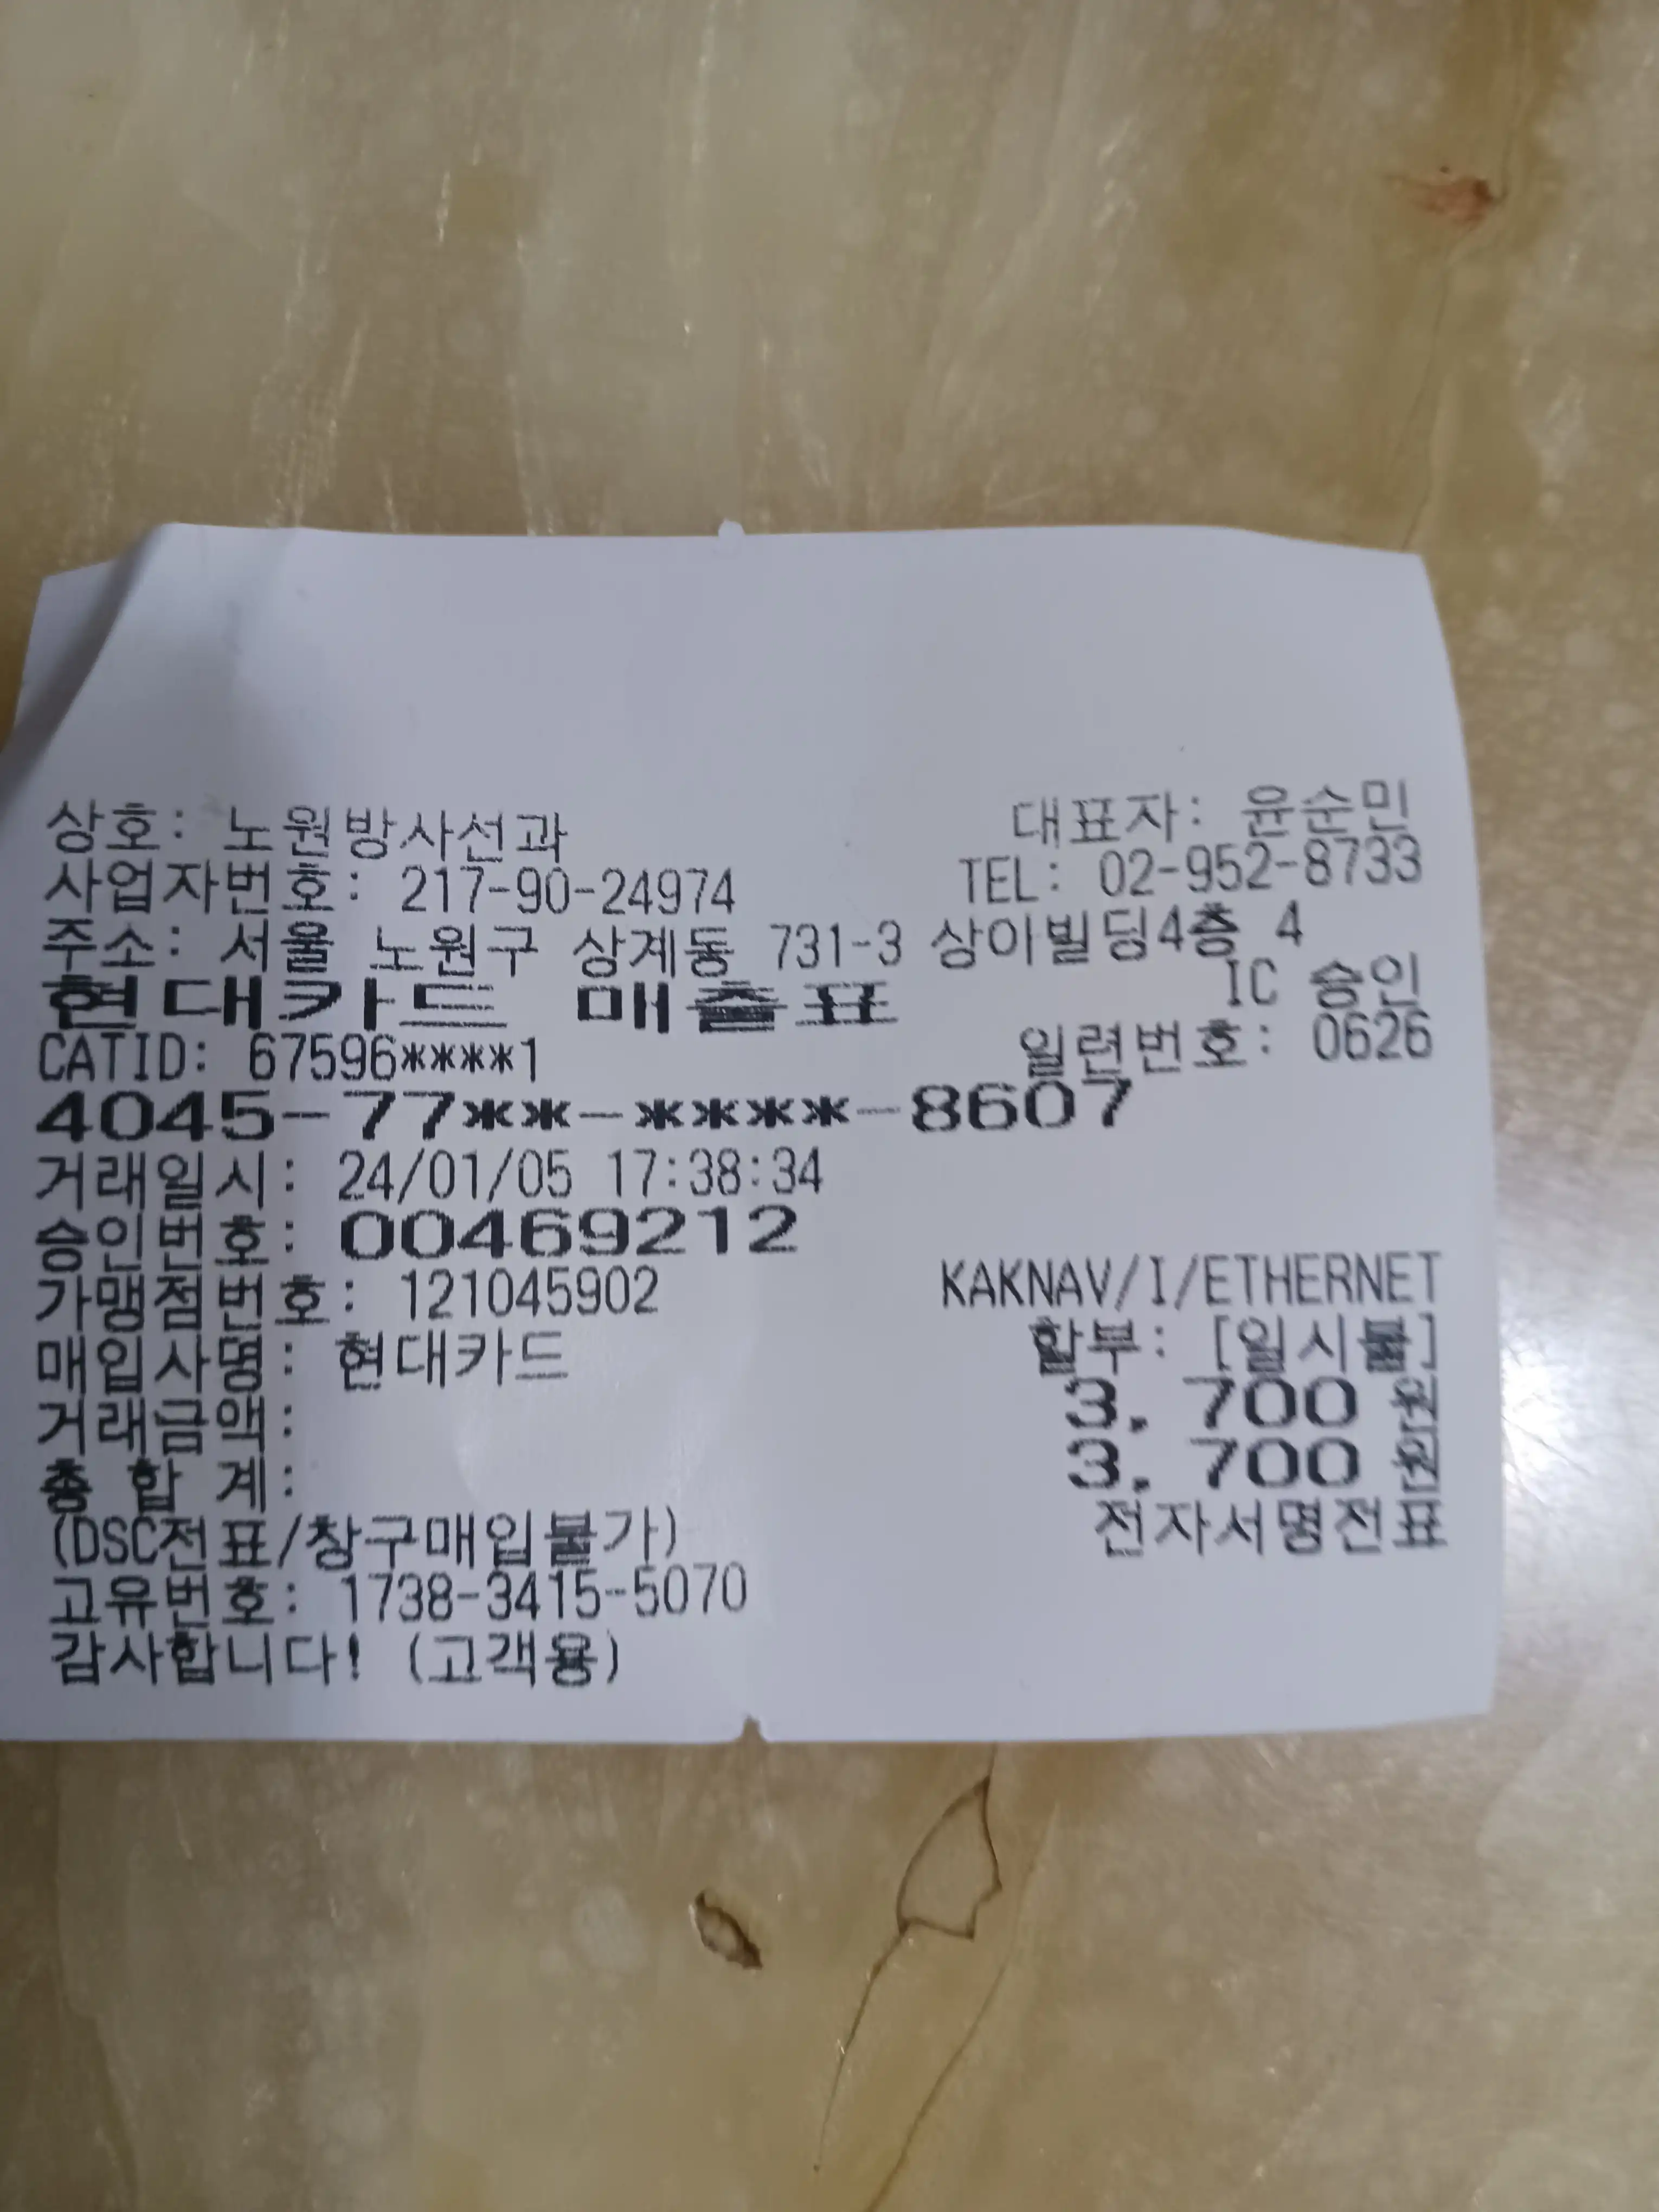 상호: 노원방사선과 대표자: 윤순민
사업자번호: 217-90-24974 TEL: 02-952-8733
주소: 서울 노원구 상계동 731-3 상아빌딩4층 4
현대카드 매출표 IC 승인
CATID: 67596****1 일련번호: 0626
4045-77**-****-8607
거래일시: 24/01/05 17:38:34
승인번호: 00469212
가맹점번호: 121045902 KAKNAV/I/ETHERNET
매입사명: 현대카드 할부: [일시불]
거래금액: 3,700원
총 합 계: 3,700원
(DSC전표/창구매입불가) 전자서명전표
고유번호: 1738-3415-5070
감사합니다! (고객용)